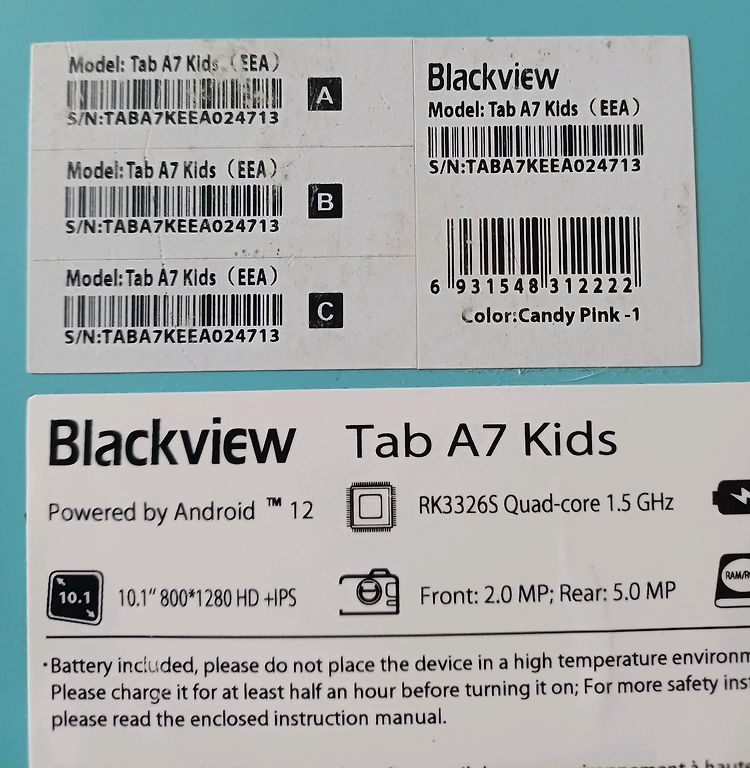 Model: Tab A7 Kids (EEA)
S/N:TABA7KEEA024713
A
Model: Tab A7 Kids (EEA)
S/N:TABA7KEEA024713
B
Model: Tab A7 Kids (EEA)
S/N:TABA7KEEA024713
C
Blackview
Model: Tab A7 Kids (EEA)
S/N:TABA7KEEA024713
6 931548 312222
Color:Candy Pink -1
Blackview Tab A7 Kids
Powered by Android ™ 12
RK3326S Quad-core 1.5 GHz
10.1
10.1" 800*1280 HD +IPS
Front: 2.0 MP; Rear: 5.0 MP
·Battery included, please do not place the device in a high temperature
Please charge it for at least half an hour before turning it on; For more safety
please read the enclosed instruction manual.